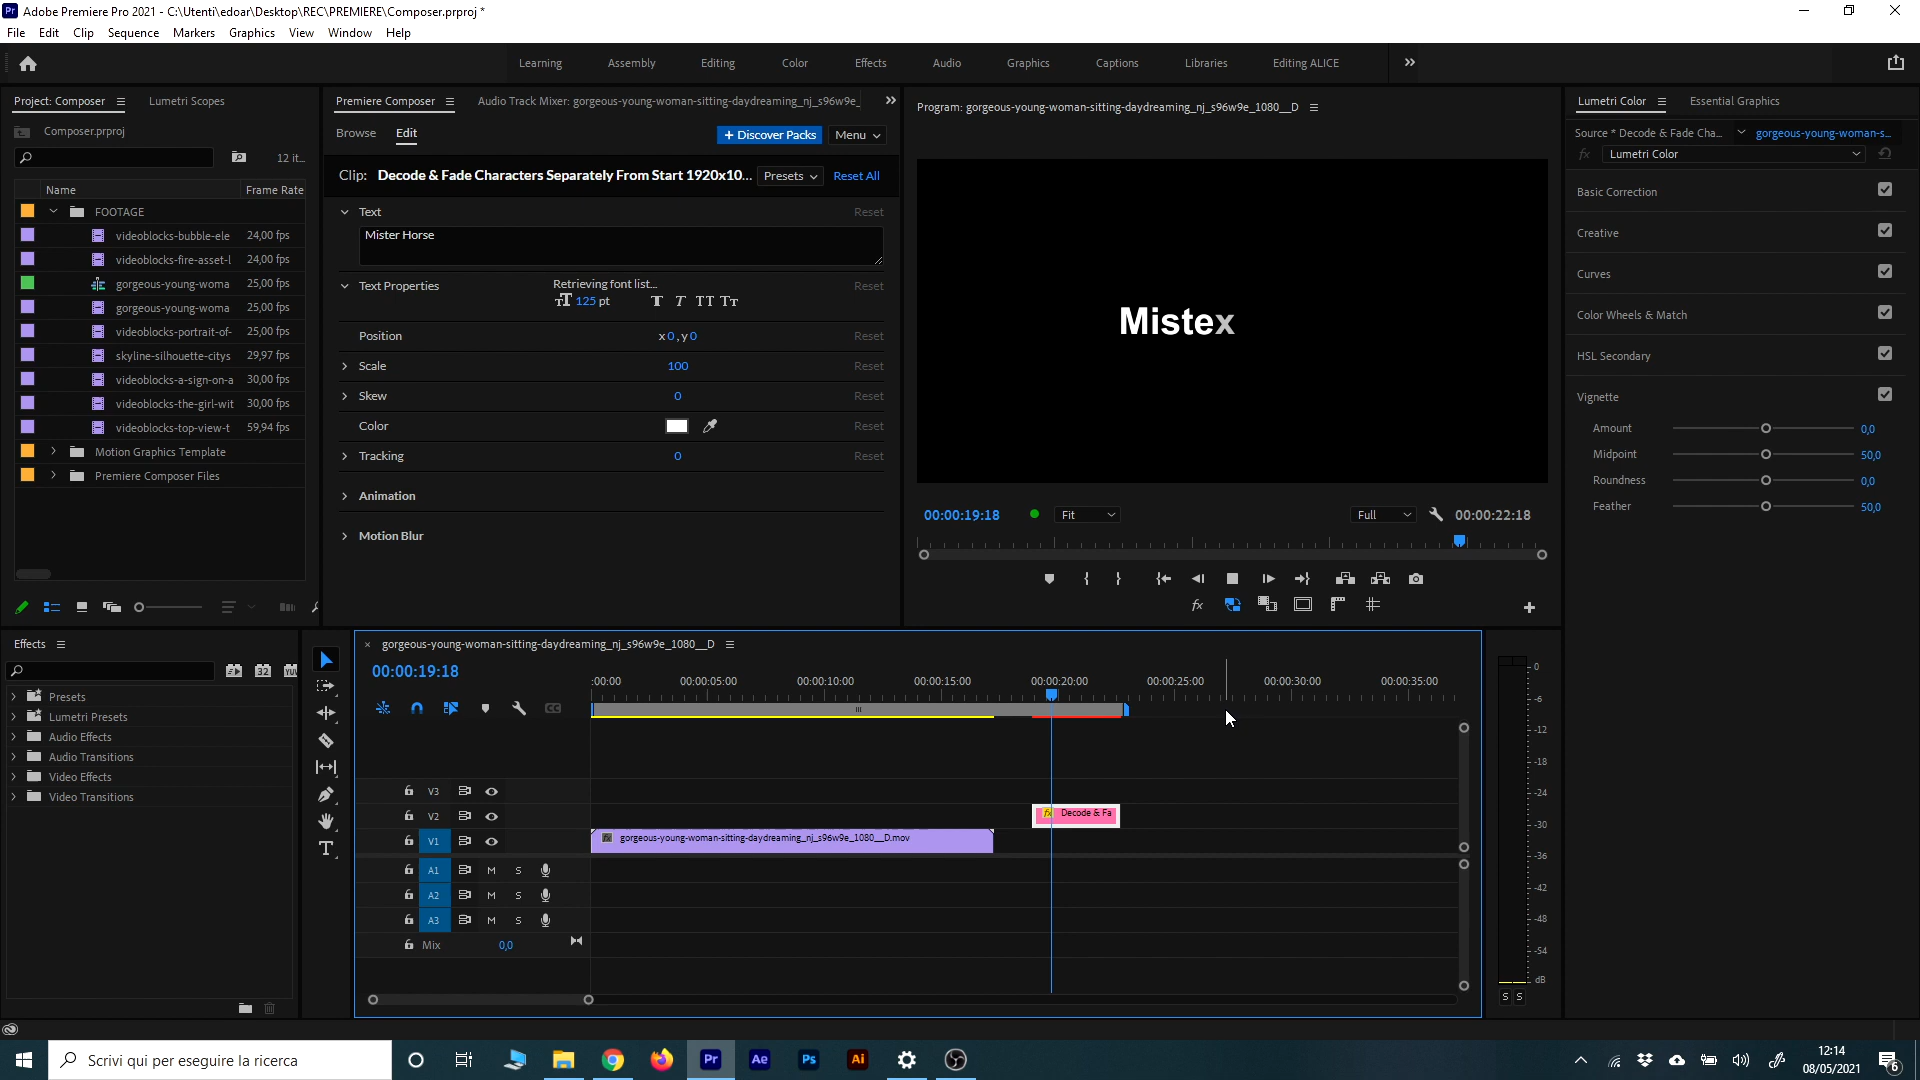 Adobe Premiere Pro 2021 - C:\Utenti\edoar\Desktop\REC\PREMIERE\Composer.prproj *
File Edit Clip Sequence Markers Graphics View Window Help
Learning Assembly Editing Color Effects Audio Graphics Captions Libraries Editing ALICE
Project: Composer Lumetri Scopes
Composer.prproj
12 it...
Name Frame Rate
FOOTAGE
videoblocks-bubble-ele 24,00 fps
videoblocks-fire-asset-l 24,00 fps
gorgeous-young-woma 25,00 fps
gorgeous-young-woma 25,00 fps
videoblocks-portrait-of- 25,00 fps
skyline-silhouette-citys 29,97 fps
videoblocks-a-sign-on-a 30,00 fps
videoblocks-the-girl-wit 30,00 fps
videoblocks-top-view-t 59,94 fps
Motion Graphics Template
Premiere Composer Files
Premiere Composer Audio Track Mixer: gorgeous-young-woman-sitting-daydreaming_nj_s96w9e_
Browse Edit + Discover Packs Menu
Clip: Decode & Fade Characters Separately From Start 1920x10... Presets Reset All
Text Reset
Mister Horse
Text Properties Retrieving font list... Reset
125 pt
Position x 0 , y 0 Reset
Scale 100 Reset
Skew 0 Reset
Color Reset
Tracking 0 Reset
Animation
Motion Blur
Program: gorgeous-young-woman-sitting-daydreaming_nj_s96w9e_1080__D
Mistex
00:00:19:18 Fit Full 00:00:22:18
Lumetri Color Essential Graphics
Source * Decode & Fade Cha... gorgeous-young-woman-s...
fx Lumetri Color
Basic Correction
Creative
Curves
Color Wheels & Match
HSL Secondary
Vignette
Amount 0,0
Midpoint 50,0
Roundness 0,0
Feather 50,0
Effects
Presets
Lumetri Presets
Audio Effects
Audio Transitions
Video Effects
Video Transitions
gorgeous-young-woman-sitting-daydreaming_nj_s96w9e_1080__D
00:00:19:18
:00:00 00:00:05:00 00:00:10:00 00:00:15:00 00:00:20:00 00:00:25:00 00:00:30:00 00:00:35:00
V3
V2 fx Decode & Fa
V1 gorgeous-young-woman-sitting-daydreaming_nj_s96w9e_1080__D.mov
A1 M S
A2 M S
A3 M S
Mix 0,0
0
-6
-12
-18
-24
-30
-36
-42
-48
-54
dB
S S
Scrivi qui per eseguire la ricerca
Pr Ae Ps Ai
12:14
08/05/2021
6